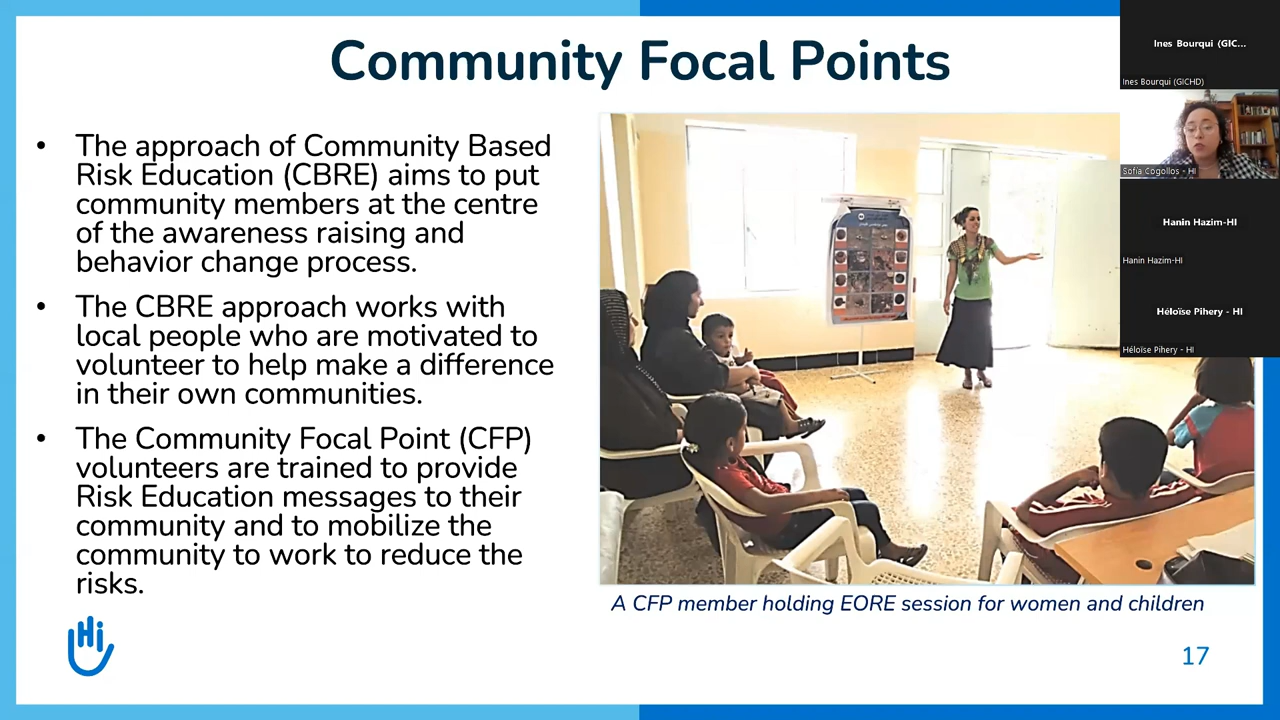 Community Focal Points
• The approach of Community Based
Risk Education (CBRE) aims to put
community members at the centre
of the awareness raising and
behavior change process.
• The CBRE approach works with
local people who are motivated to
volunteer to help make a difference
in their own communities.
• The Community Focal Point (CFP)
volunteers are trained to provide
Risk Education messages to their
community and to mobilize the
community to work to reduce the
risks.
Hi
A CFP member holding EORE session for women and children
17
Ines Bourqui (GIC...
Ines Bourqui (GICHD)
Sofía Cogollos - HI
Hanin Hazim-HI
Hanin Hazim-HI
Héloïse Pihery - HI
Héloïse Pihery - HI